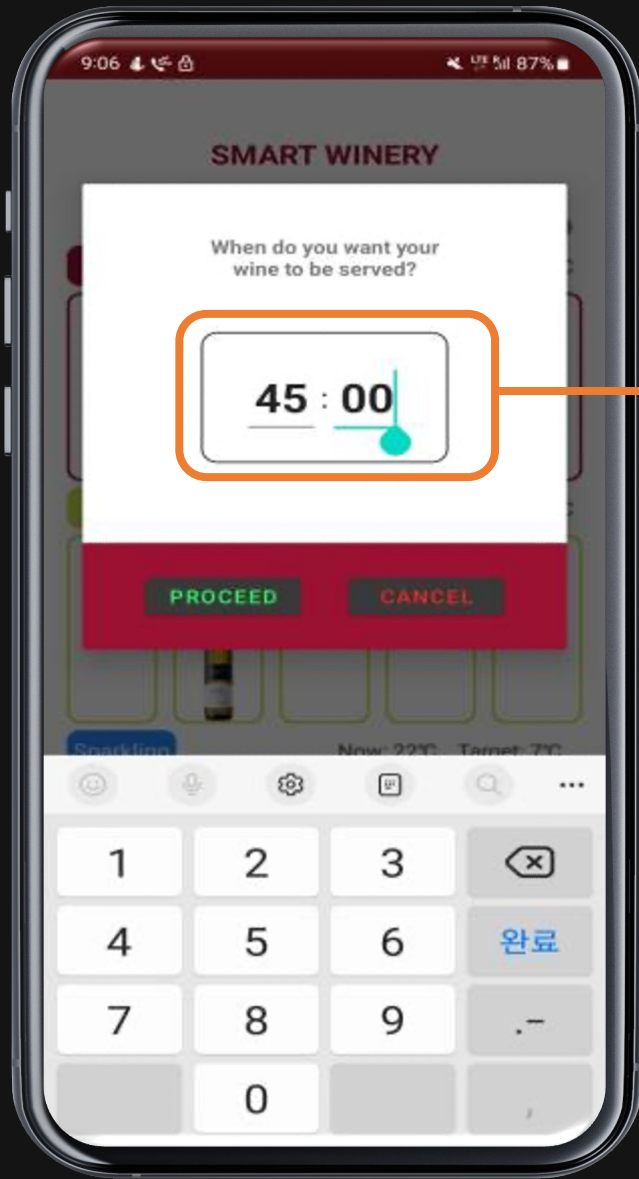 9:06 87%
SMART WINERY
When do you want your
wine to be served?
45 : 00
PROCEED CANCEL
Sparkling Now: 22°C Target: 7°C
1 2 3
4 5 6 완료
7 8 9 .-
0 ,